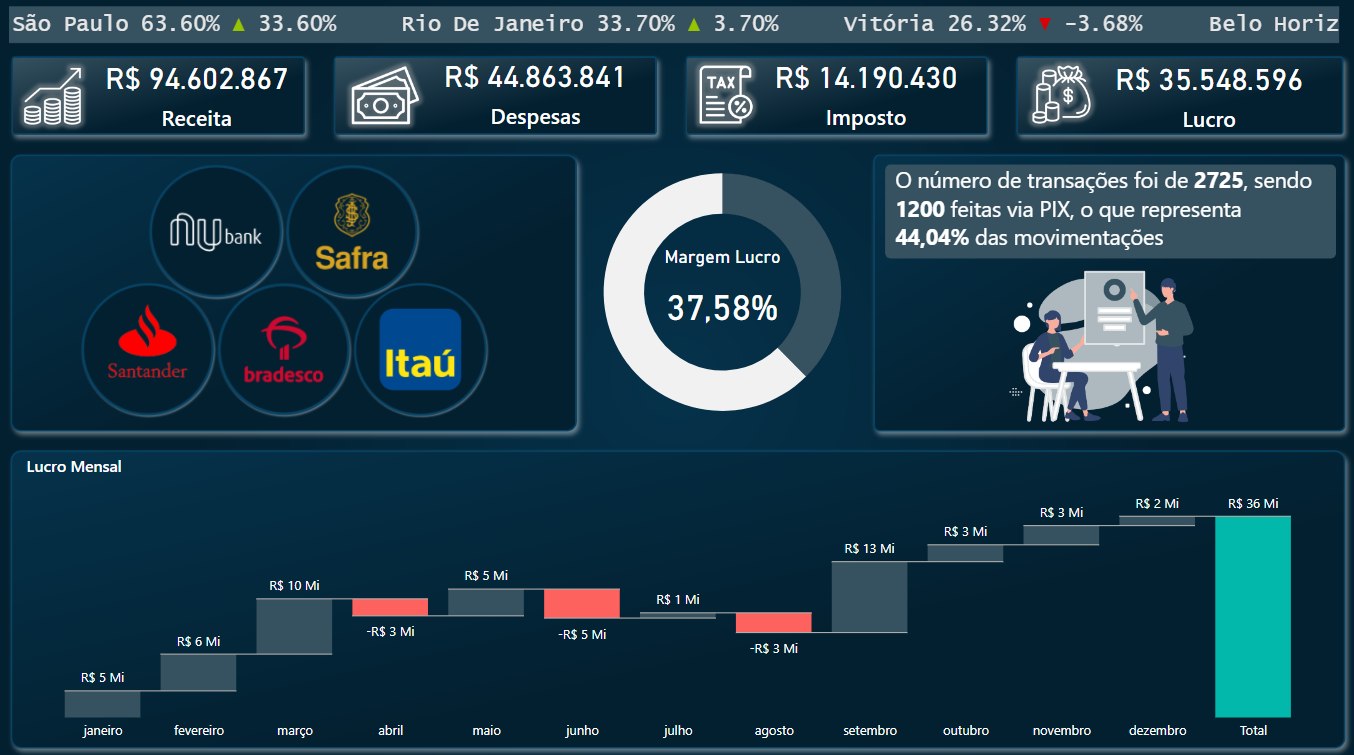 São Paulo 63.60% ▲ 33.60% Rio De Janeiro 33.70% ▲ 3.70% Vitória 26.32% ▼ -3.68% Belo Horiz
R$ 94.602.867
Receita
R$ 44.863.841
Despesas
TAX
%
R$ 14.190.430
Imposto
$
R$ 35.548.596
Lucro
nu bank
Safra
Santander
bradesco
Itaú
Margem Lucro
37,58%
O número de transações foi de 2725, sendo
1200 feitas via PIX, o que representa
44,04% das movimentações
Lucro Mensal
R$ 5 Mi
R$ 6 Mi
R$ 10 Mi
-R$ 3 Mi
R$ 5 Mi
-R$ 5 Mi
R$ 1 Mi
-R$ 3 Mi
R$ 13 Mi
R$ 3 Mi
R$ 3 Mi
R$ 2 Mi
R$ 36 Mi
janeiro fevereiro março abril maio junho julho agosto setembro outubro novembro dezembro Total